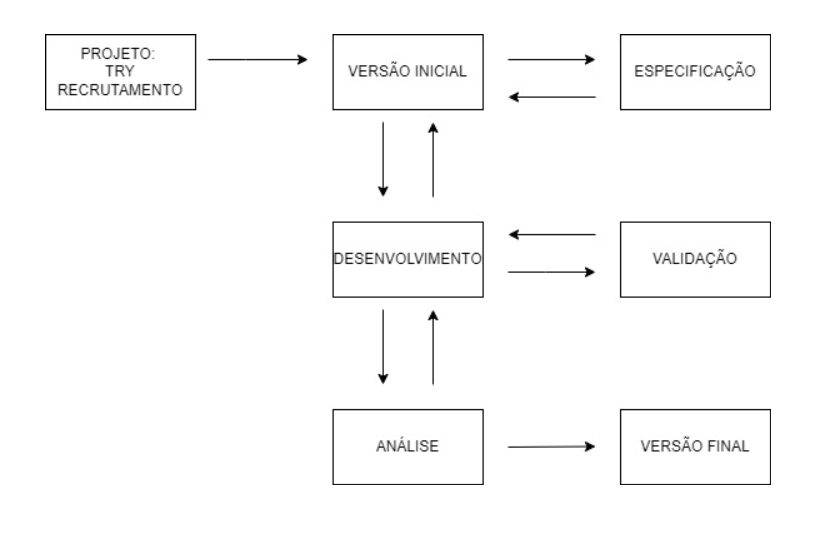 PROJETO:
TRY
RECRUTAMENTO
VERSÃO INICIAL
ESPECIFICAÇÃO
DESENVOLVIMENTO
VALIDAÇÃO
ANÁLISE
VERSÃO FINAL